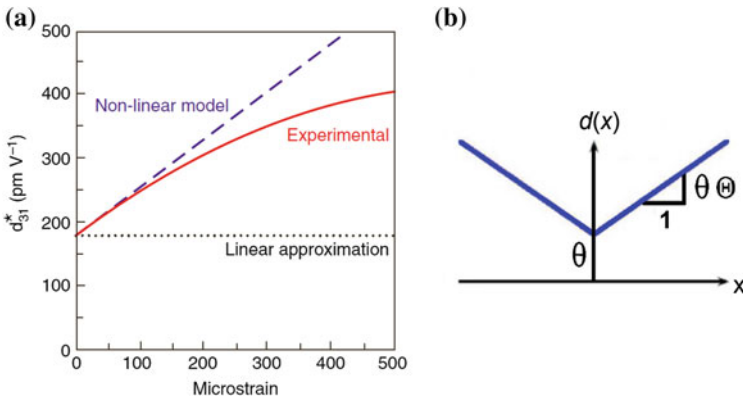 (a)
500
400
300
200
100
0
d*31 (pm V−1)
Non-linear model
Experimental
Linear approximation
0 100 200 300 400 500
Microstrain
(b)
d(x)
θ Θ
1
θ
x